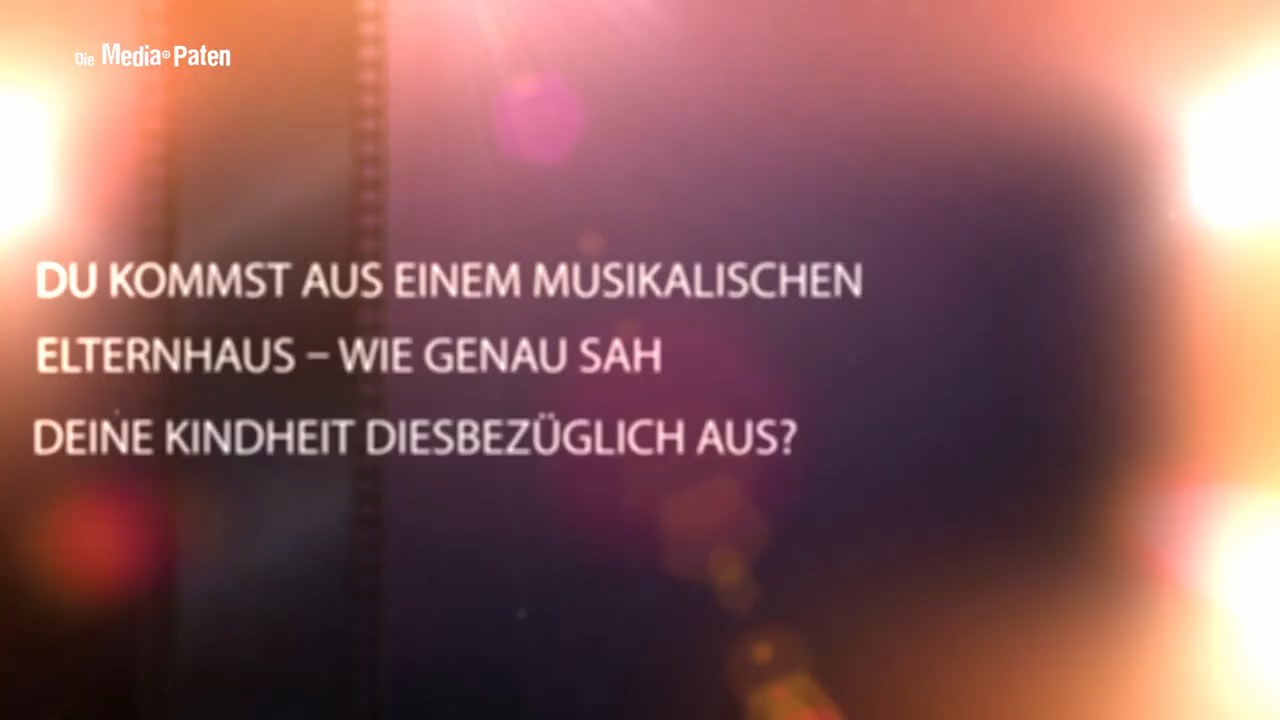 Die Media Paten
DU KOMMST AUS EINEM MUSIKALISCHEN
ELTERNHAUS – WIE GENAU SAH
DEINE KINDHEIT DIESBEZÜGLICH AUS?